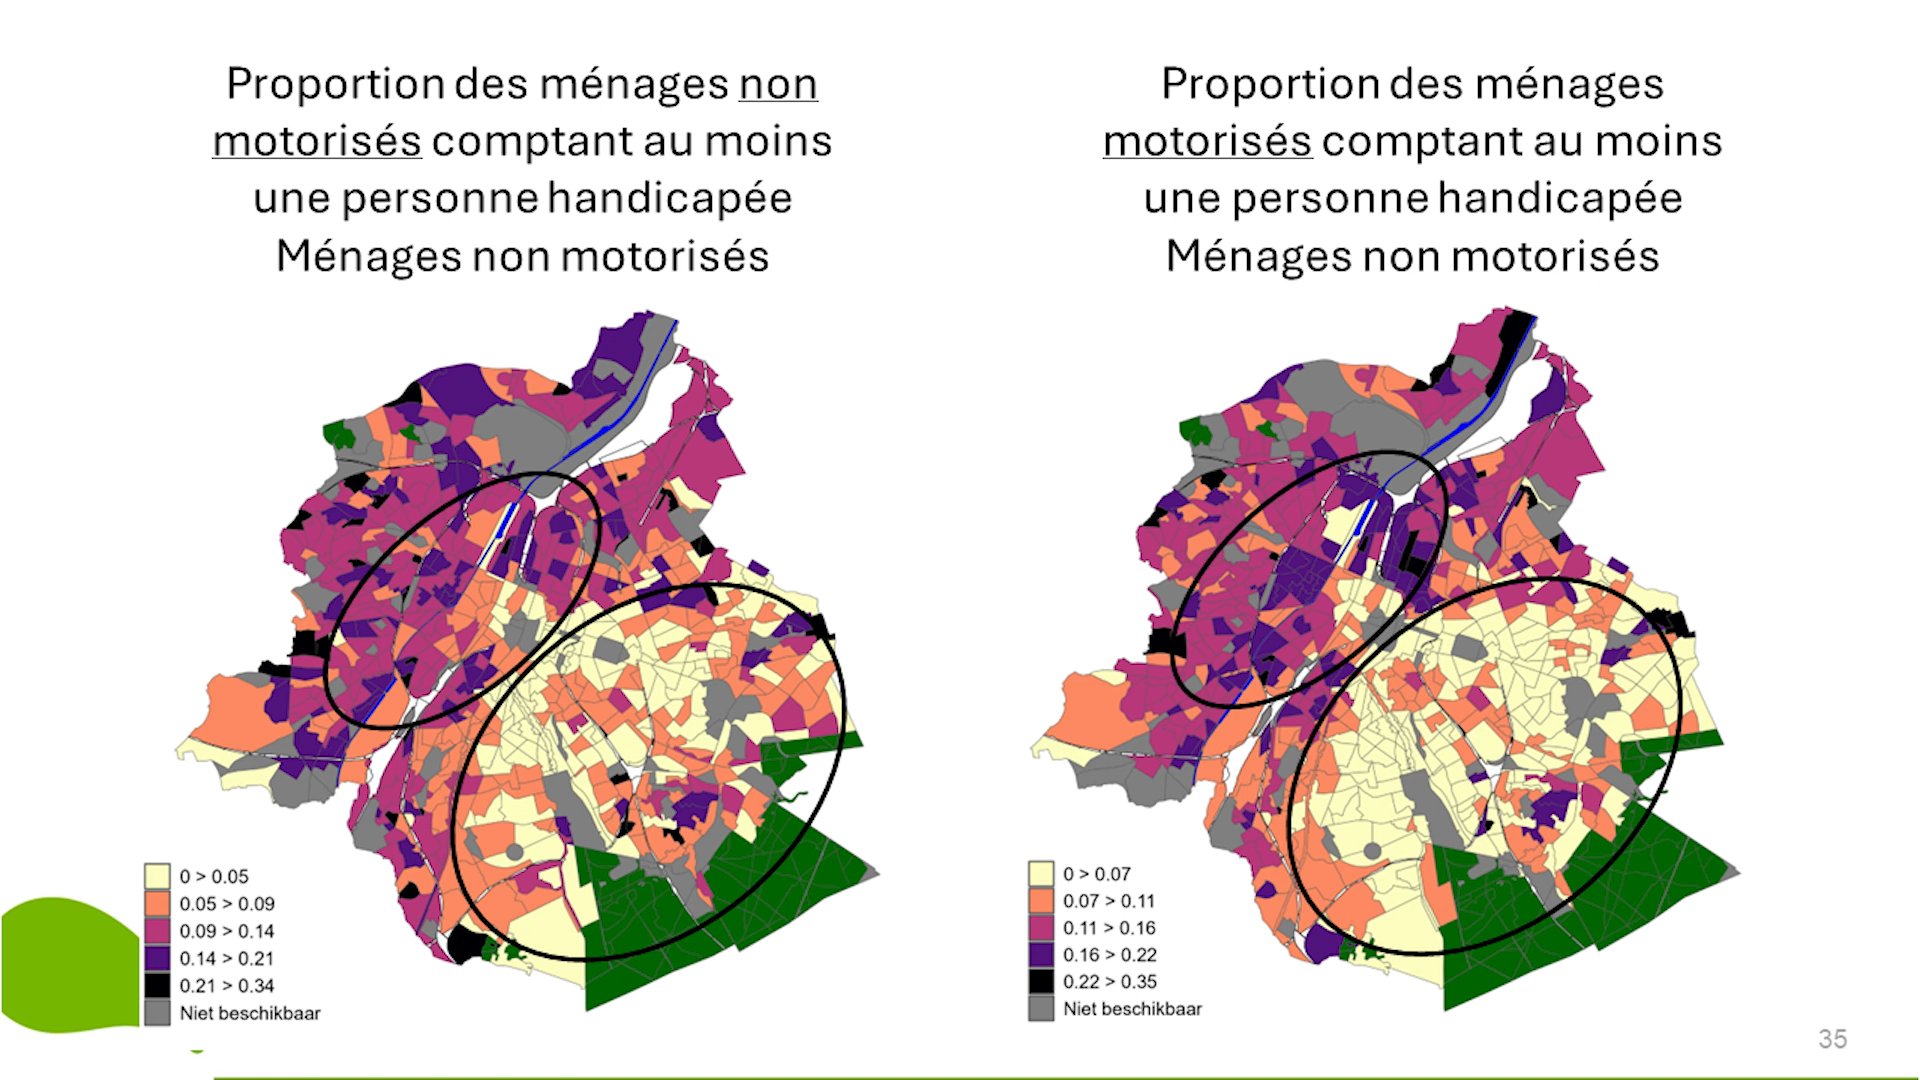 Proportion des ménages non
motorisés comptant au moins
une personne handicapée
Ménages non motorisés
Proportion des ménages
motorisés comptant au moins
une personne handicapée
Ménages non motorisés
0 > 0.05
0.05 > 0.09
0.09 > 0.14
0.14 > 0.21
0.21 > 0.34
Niet beschikbaar
0 > 0.07
0.07 > 0.11
0.11 > 0.16
0.16 > 0.22
0.22 > 0.35
Niet beschikbaar
35